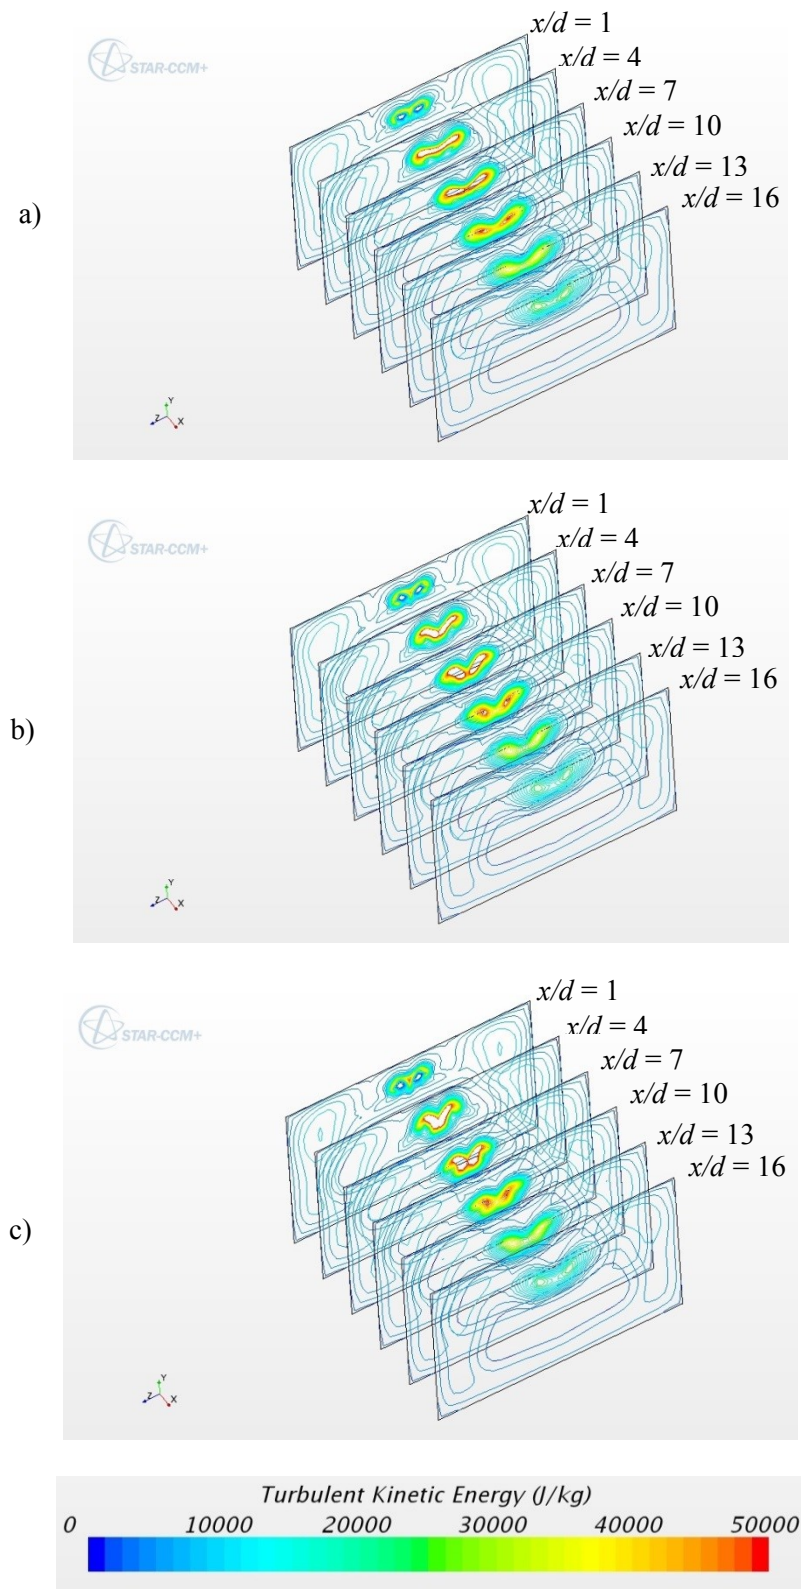 x/d = 1
STAR-CCM+
x/d = 4
x/d = 7
x/d = 10
x/d = 13
x/d = 16
a)
Y
Z
X
x/d = 1
STAR-CCM+
x/d = 4
x/d = 7
x/d = 10
x/d = 13
x/d = 16
b)
Y
Z
X
x/d = 1
STAR-CCM+
x/d = 4
x/d = 7
x/d = 10
x/d = 13
x/d = 16
c)
Y
Z
X
Turbulent Kinetic Energy (J/kg)
0 10000 20000 30000 40000 50000